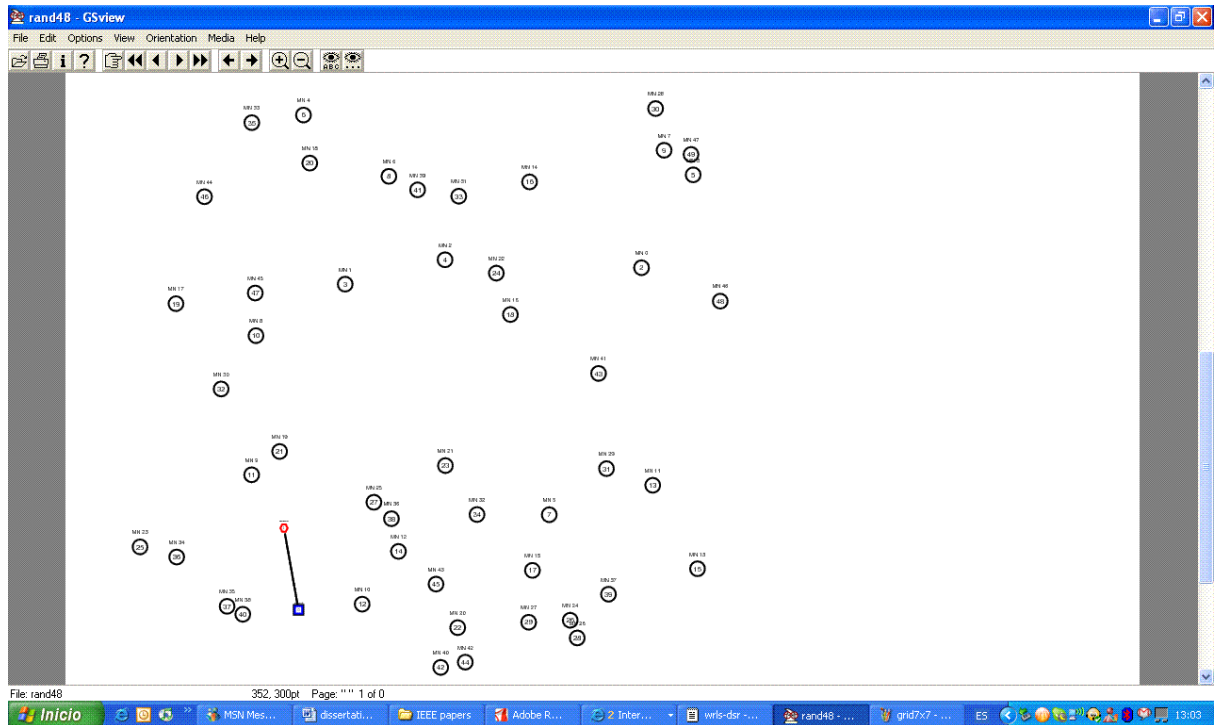 rand48 - GSview
File Edit Options View Orientation Media Help
MN 28
30
MN 4
6
MN 33
35
MN 7
9
MN 47
49
5
MN 18
20
MN 6
8
MN 39
41
MN 31
33
MN 14
16
MN 44
46
MN 2
4
MN 22
24
MN 0
2
MN 1
3
MN 45
47
MN 17
19
MN 46
48
MN 15
18
MN 8
10
MN 41
43
MN 30
32
MN 19
21
MN 21
23
MN 9
11
MN 29
31
MN 11
13
MN 25
27
MN 36
38
MN 32
34
MN 5
7
MN 23
25
MN 34
36
MN 12
14
MN 13
15
17
MN 43
45
MN 37
39
MN 35
37
MN 38
40
MN 10
12
MN 20
22
MN 27
29
MN 24
26
28
MN 40
42
MN 42
44
File: rand48 352, 300pt Page: " " 1 of 0
Inicio MSN Mes... dissertati... IEEE papers Adobe R... 2 Inter... wrls-dsr -... rand48 - ... grid7x7 - ... ES 13:03